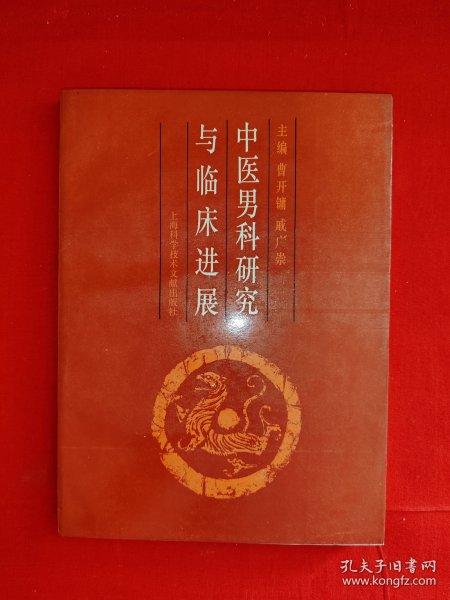 主编 曹开镛 戚广崇
中医男科研究
与临床进展
上海科学技术文献出版社
孔夫子旧书网
www.kongfz.com